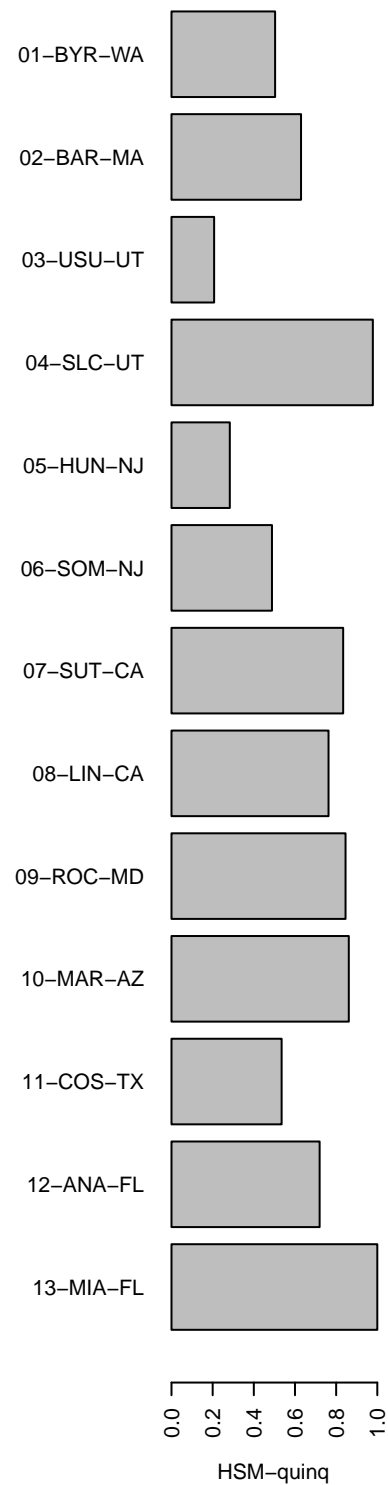 01−BYR−WA
02−BAR−MA
03−USU−UT
04−SLC−UT
05−HUN−NJ
06−SOM−NJ
07−SUT−CA
08−LIN−CA
09−ROC−MD
10−MAR−AZ
11−COS−TX
12−ANA−FL
13−MIA−FL
0.0 0.2 0.4 0.6 0.8 1.0
HSM−quinq